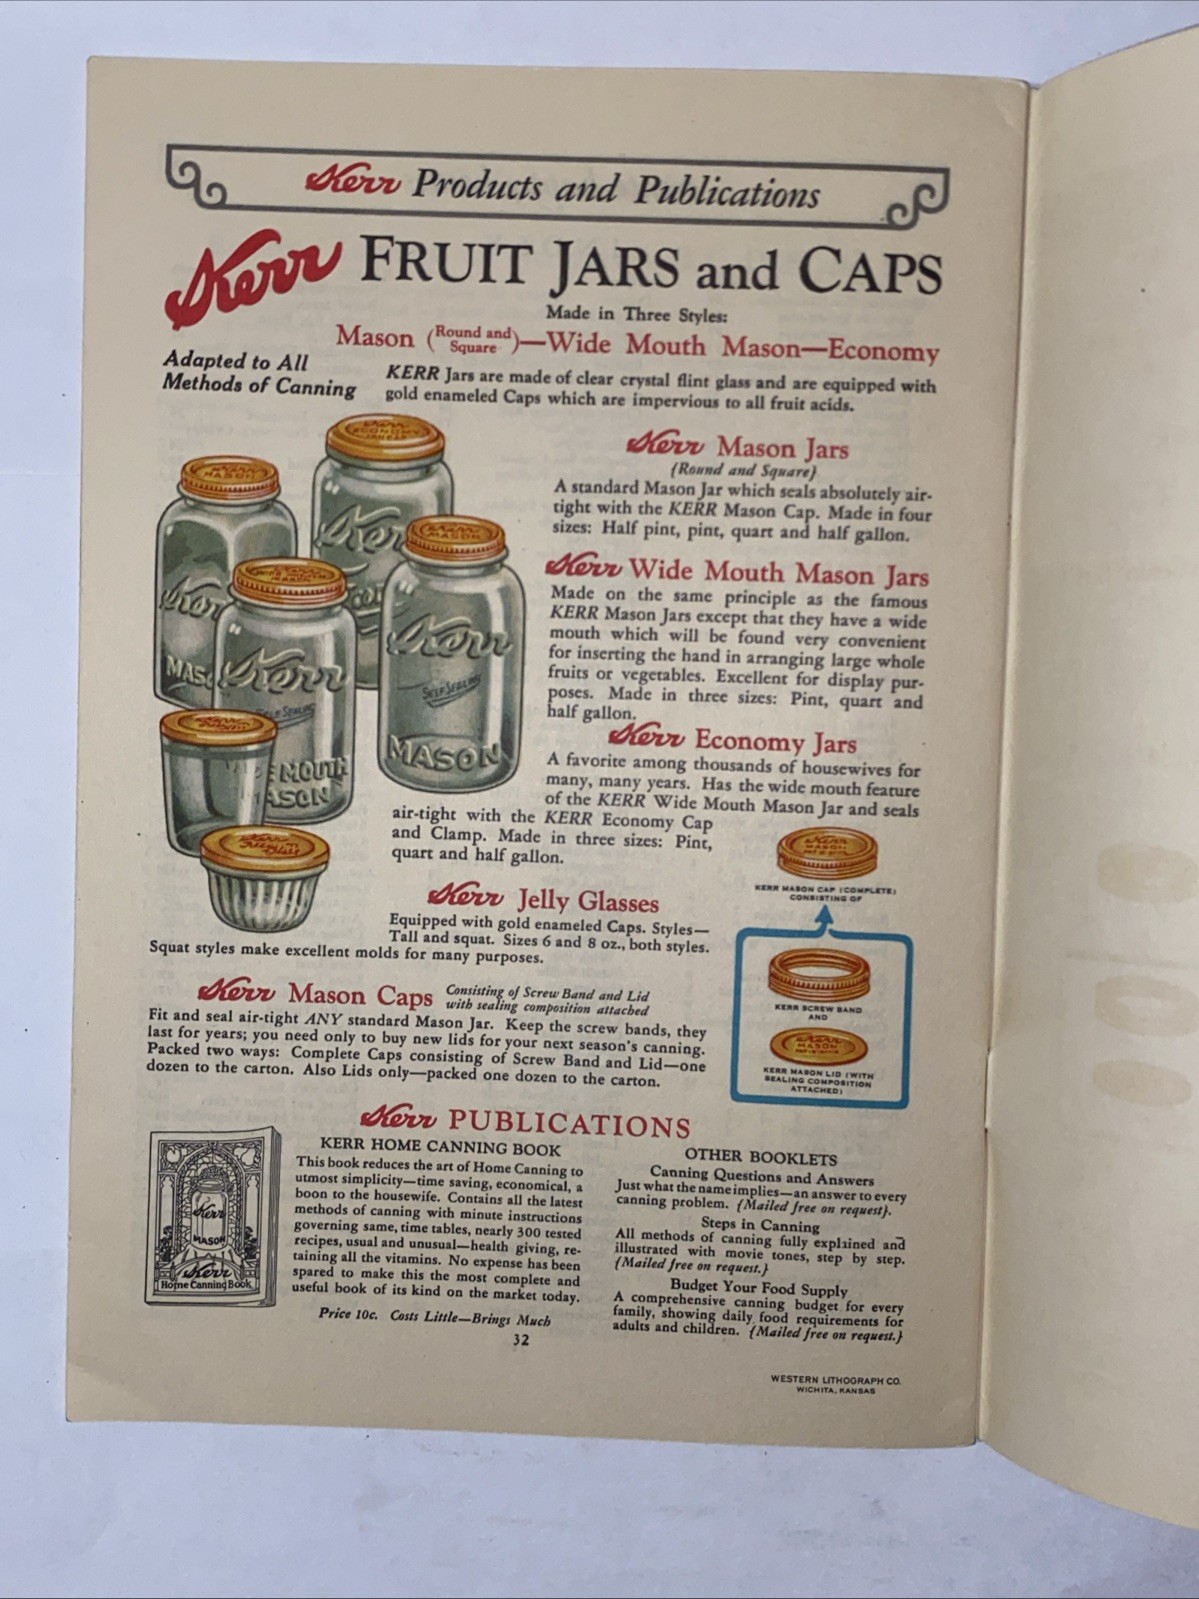 Kerr Products and Publications
Kerr FRUIT JARS and CAPS
Made in Three Styles:
Mason (Round and Square)—Wide Mouth Mason—Economy
Adapted to All
Methods of Canning
KERR Jars are made of clear crystal flint glass and are equipped with
gold enameled Caps which are impervious to all fruit acids.
Kerr Mason Jars
(Round and Square)
A standard Mason Jar which seals absolutely air-
tight with the KERR Mason Cap. Made in four
sizes: Half pint, pint, quart and half gallon.
Kerr Wide Mouth Mason Jars
Made on the same principle as the famous
KERR Mason Jars except that they have a wide
mouth which will be found very convenient
for inserting the hand in arranging large whole
fruits or vegetables. Excellent for display pur-
poses. Made in three sizes: Pint, quart and
half gallon.
Kerr Economy Jars
A favorite among thousands of housewives for
many, many years. Has the wide mouth feature
of the KERR Wide Mouth Mason Jar and seals
air-tight with the KERR Economy Cap
and Clamp. Made in three sizes: Pint,
quart and half gallon.
Kerr
ECONOMY
Kerr
MASON
Kerr
Kerr
MASON
Kerr
WIDE MOUTH
MASON
Kerr
MAS
Kerr
SELF SEALING
MASON
Kerr
SELF SEALING
E MOUTH
ASON
Kerr
Kerr
KERR MASON CAP (COMPLETE)
CONSISTING OF
KERR SCREW BAND
AND
Kerr
MASON
KERR MASON LID (WITH
SEALING COMPOSITION
ATTACHED)
Kerr Jelly Glasses
Equipped with gold enameled Caps. Styles—
Tall and squat. Sizes 6 and 8 oz., both styles.
Squat styles make excellent molds for many purposes.
Kerr Mason Caps Consisting of Screw Band and Lid
with sealing composition attached
Fit and seal air-tight ANY standard Mason Jar. Keep the screw bands, they
last for years; you need only to buy new lids for your next season's canning.
Packed two ways: Complete Caps consisting of Screw Band and Lid—one
dozen to the carton. Also Lids only—packed one dozen to the carton.
Kerr PUBLICATIONS
Kerr
MASON
Kerr
Home Canning Book
KERR HOME CANNING BOOK
This book reduces the art of Home Canning to
utmost simplicity—time saving, economical, a
boon to the housewife. Contains all the latest
methods of canning with minute instructions
governing same, time tables, nearly 300 tested
recipes, usual and unusual—health giving, re-
taining all the vitamins. No expense has been
spared to make this the most complete and
useful book of its kind on the market today.
Price 10c. Costs Little—Brings Much
OTHER BOOKLETS
Canning Questions and Answers
Just what the name implies—an answer to every
canning problem. {Mailed free on request}.
Steps in Canning
All methods of canning fully explained and
illustrated with movie tones, step by step.
{Mailed free on request.}
Budget Your Food Supply
A comprehensive canning budget for every
family, showing daily food requirements for
adults and children. {Mailed free on request.}
32
WESTERN LITHOGRAPH CO.
WICHITA, KANSAS